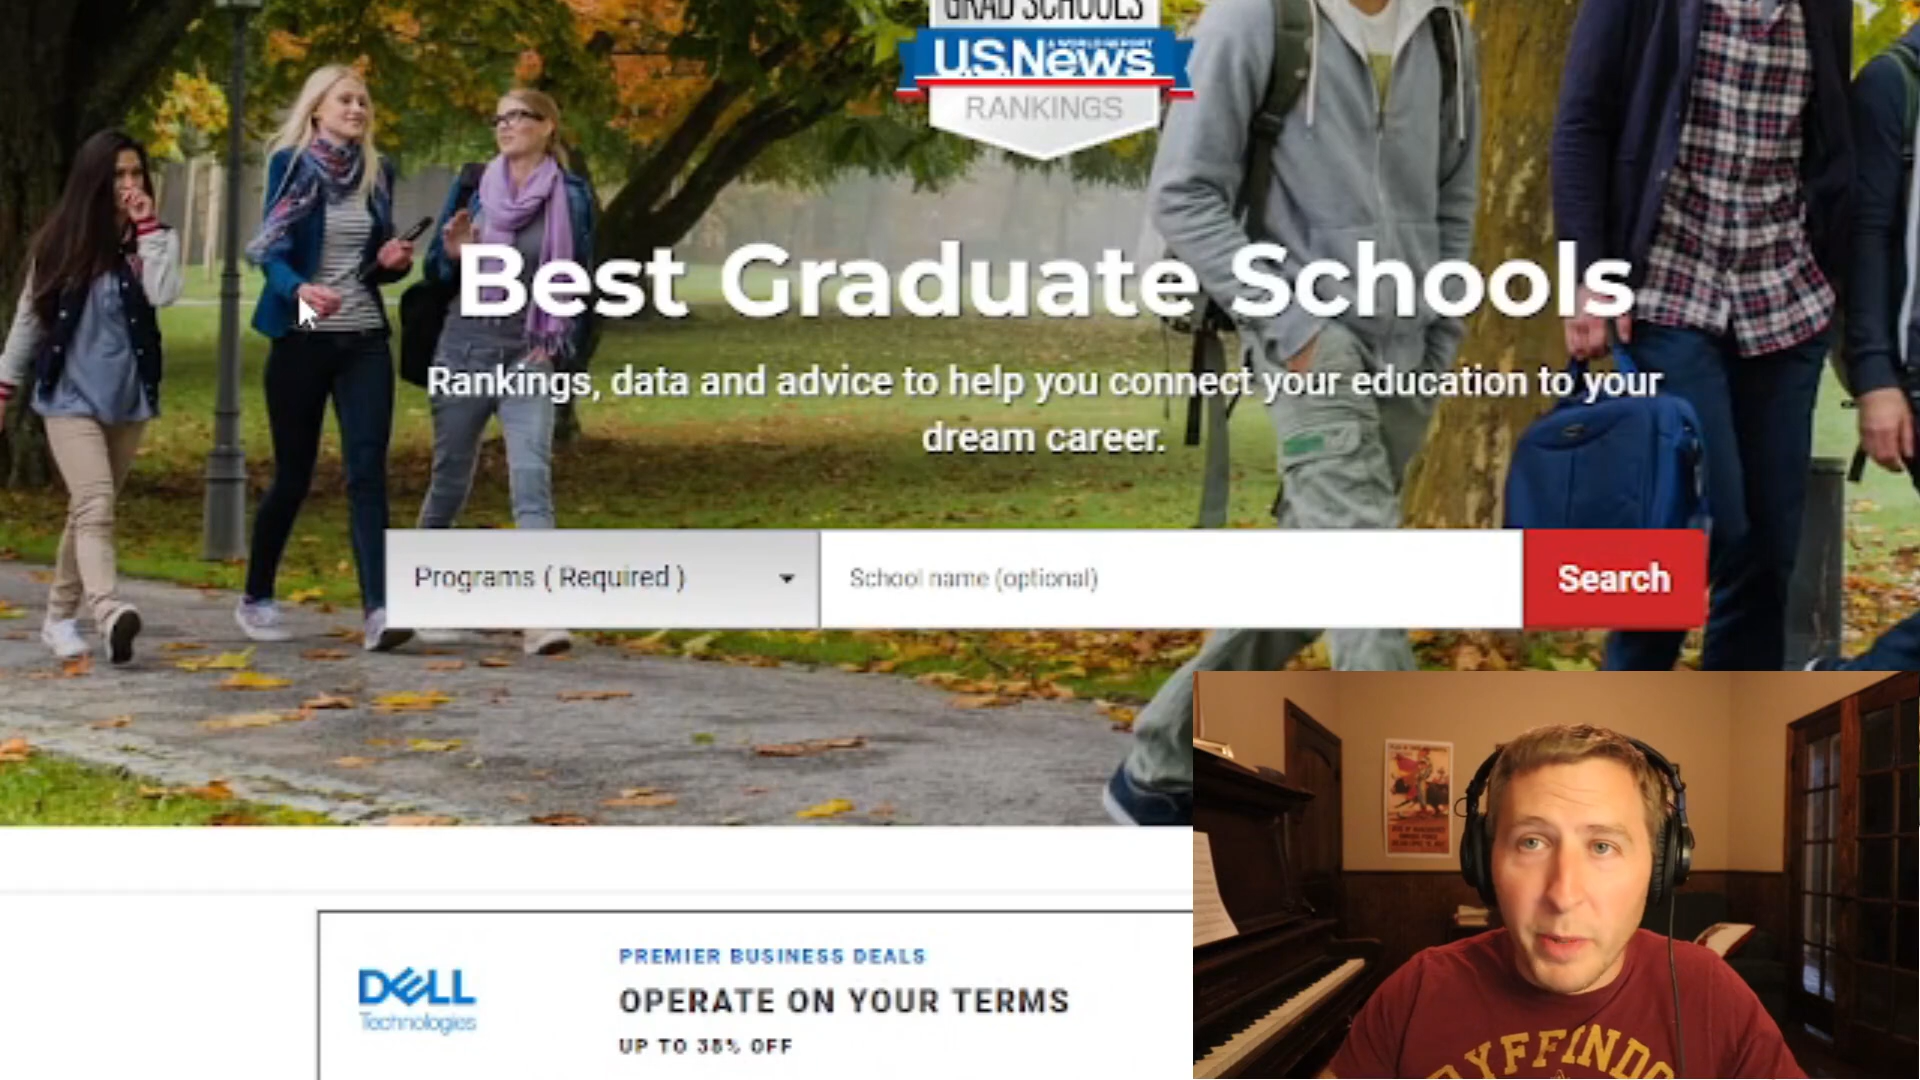 GRAD SCHOOLS
U.S.News
& WORLD REPORT
RANKINGS
Best Graduate Schools
Rankings, data and advice to help you connect your education to your
dream career.
Programs ( Required )
School name (optional)
Search
DELL
Technologies
PREMIER BUSINESS DEALS
OPERATE ON YOUR TERMS
UP TO 38% OFF
RYFFINDO